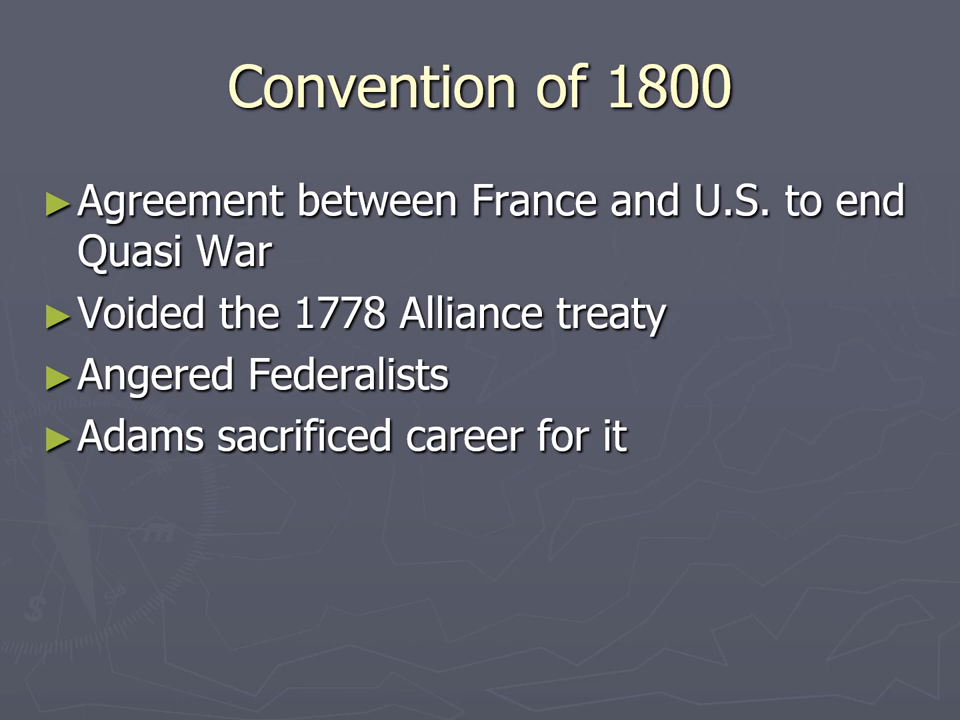 Convention of 1800
► Agreement between France and U.S. to end
Quasi War
► Voided the 1778 Alliance treaty
► Angered Federalists
► Adams sacrificed career for it
m
S